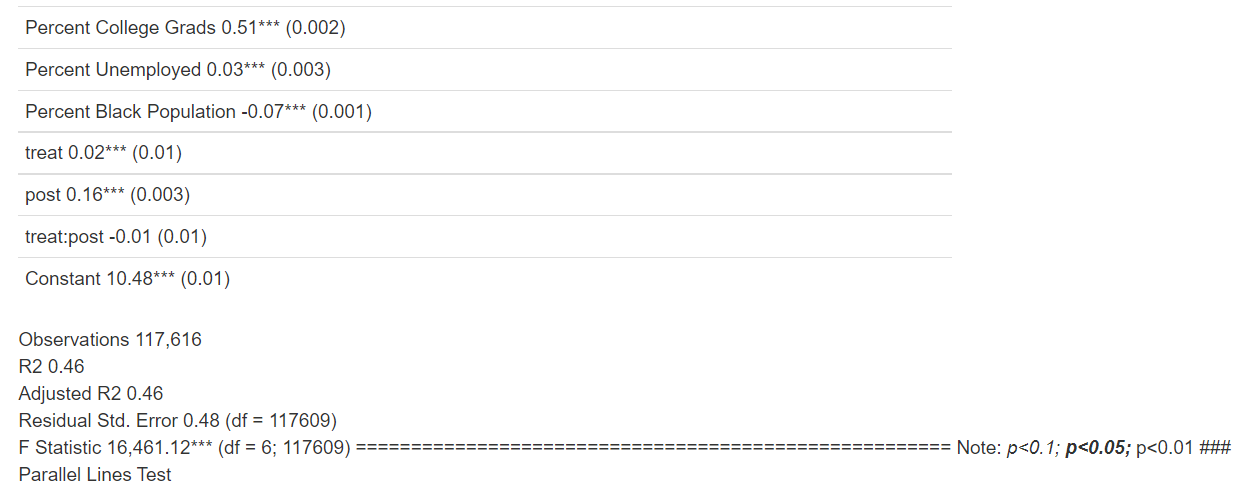 Percent College Grads 0.51*** (0.002)
Percent Unemployed 0.03*** (0.003)
Percent Black Population -0.07*** (0.001)
treat 0.02*** (0.01)
post 0.16*** (0.003)
treat:post -0.01 (0.01)
Constant 10.48*** (0.01)
Observations 117,616
R2 0.46
Adjusted R2 0.46
Residual Std. Error 0.48 (df = 117609)
F Statistic 16,461.12*** (df = 6; 117609) ===================================================== Note: p<0.1; p<0.05; p<0.01 ###
Parallel Lines Test